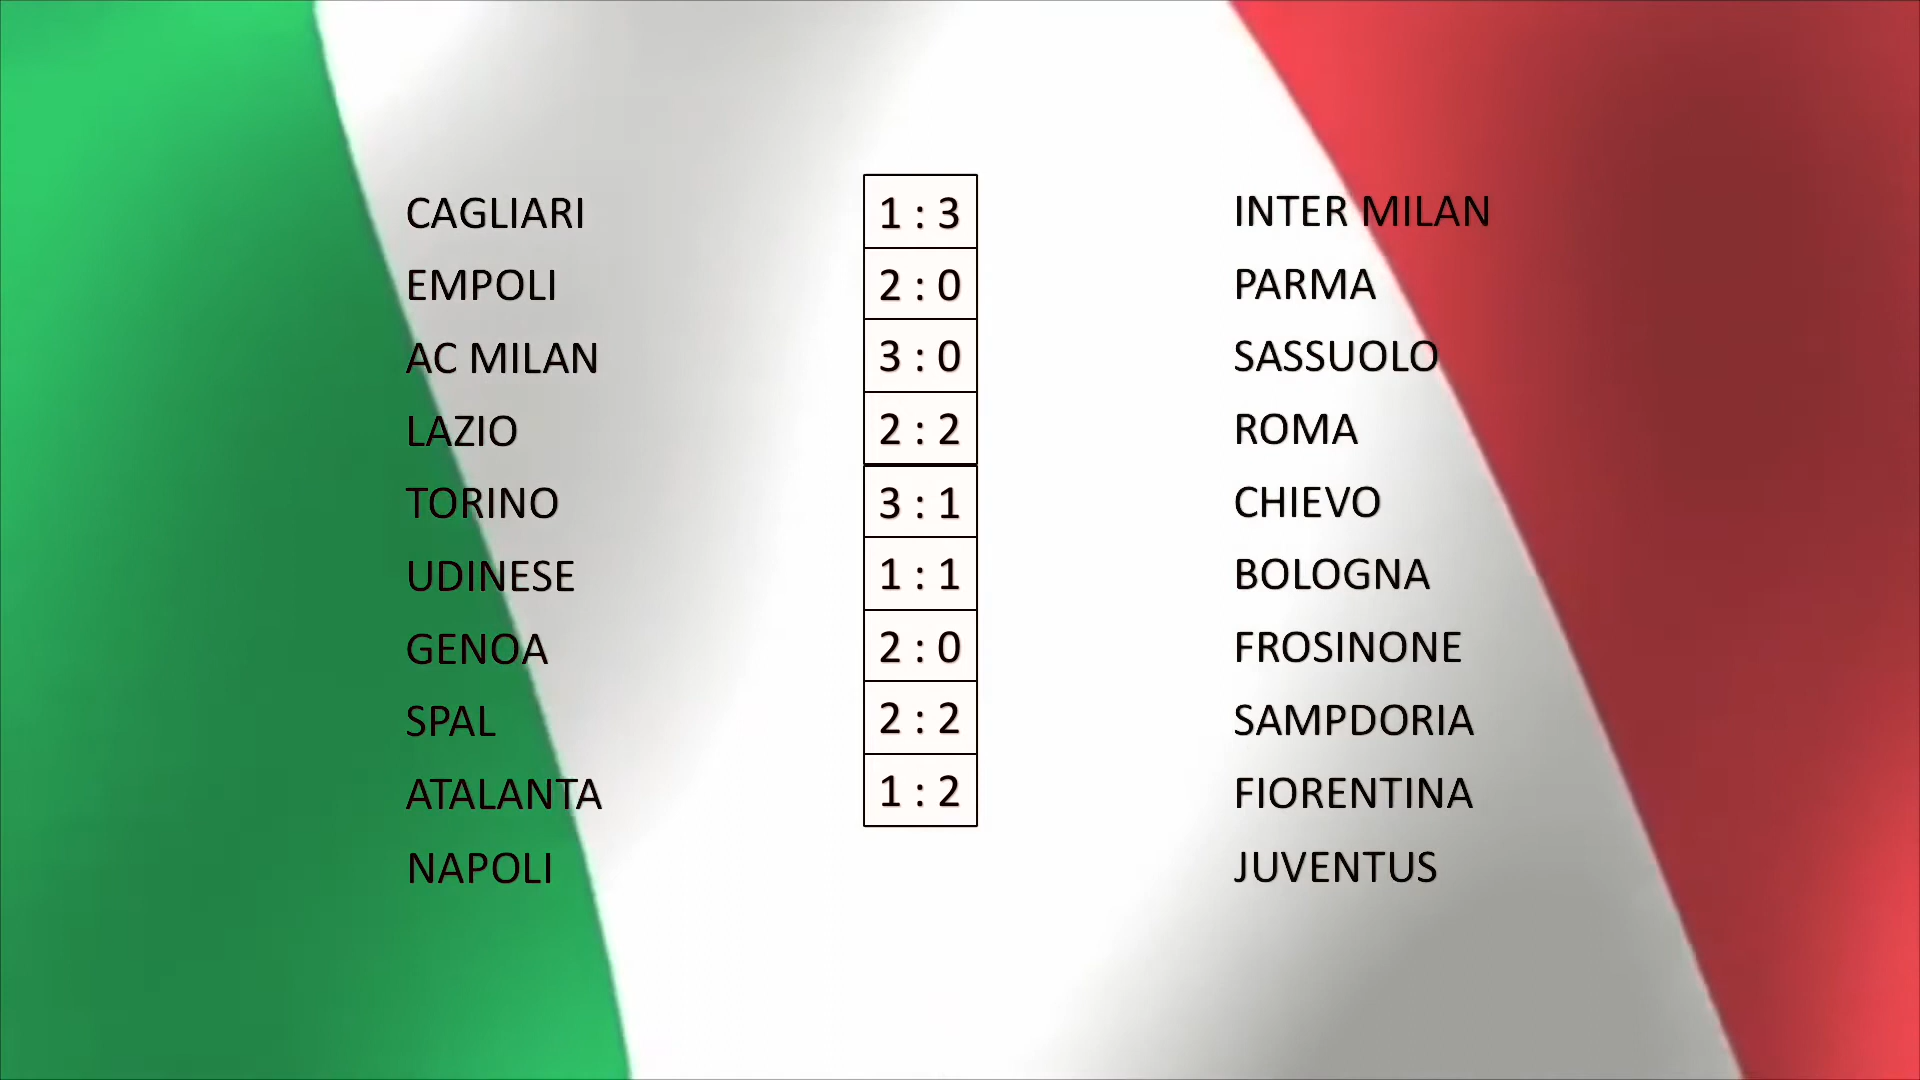 CAGLIARI 1 : 3 INTER MILAN
EMPOLI 2 : 0 PARMA
AC MILAN 3 : 0 SASSUOLO
LAZIO 2 : 2 ROMA
TORINO 3 : 1 CHIEVO
UDINESE 1 : 1 BOLOGNA
GENOA 2 : 0 FROSINONE
SPAL 2 : 2 SAMPDORIA
ATALANTA 1 : 2 FIORENTINA
NAPOLI JUVENTUS